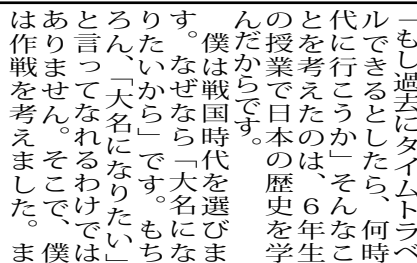 「もし過去にタイムトラベ
ルできるとしたら、何時
代に行こうか」そんなこ
とを考えたのは、６年生
の授業で日本の歴史を学
んだからです。
　僕は戦国時代を選びま
す。なぜなら「大名にな
りたいから」です。もち
ろん、「大名になりたい」
と言ってなれるわけでは
ありません。そこで、僕
は作戦を考えました。ま